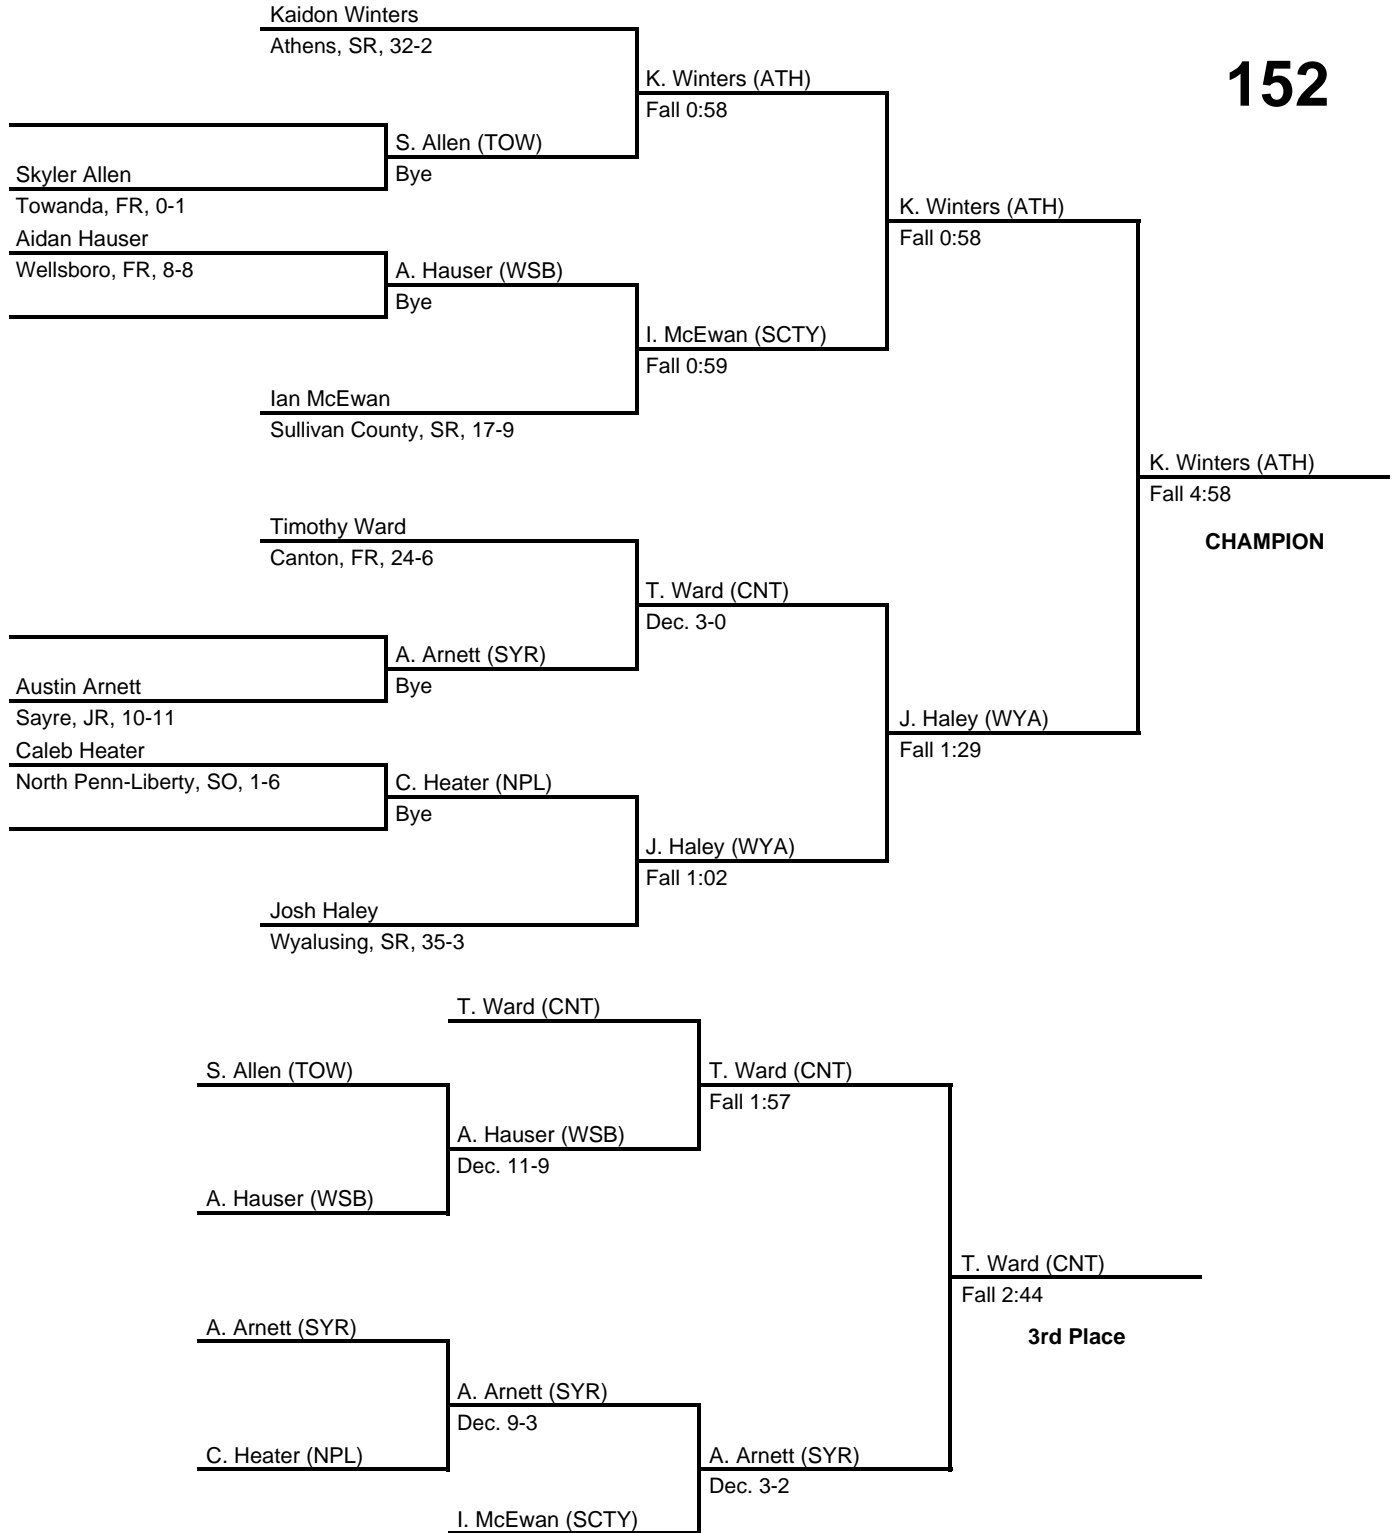 Kaidon Winters
Athens, SR, 32-2
152
K. Winters (ATH)
Fall 0:58
S. Allen (TOW)
Bye
Skyler Allen
Towanda, FR, 0-1
K. Winters (ATH)
Fall 0:58
Aidan Hauser
Wellsboro, FR, 8-8
A. Hauser (WSB)
Bye
I. McEwan (SCTY)
Fall 0:59
Ian McEwan
Sullivan County, SR, 17-9
K. Winters (ATH)
Fall 4:58
CHAMPION
Timothy Ward
Canton, FR, 24-6
T. Ward (CNT)
Dec. 3-0
A. Arnett (SYR)
Bye
Austin Arnett
Sayre, JR, 10-11
J. Haley (WYA)
Fall 1:29
Caleb Heater
North Penn-Liberty, SO, 1-6
C. Heater (NPL)
Bye
J. Haley (WYA)
Fall 1:02
Josh Haley
Wyalusing, SR, 35-3
T. Ward (CNT)
S. Allen (TOW)
T. Ward (CNT)
Fall 1:57
A. Hauser (WSB)
Dec. 11-9
A. Hauser (WSB)
T. Ward (CNT)
Fall 2:44
3rd Place
A. Arnett (SYR)
A. Arnett (SYR)
Dec. 9-3
C. Heater (NPL)
A. Arnett (SYR)
Dec. 3-2
I. McEwan (SCTY)